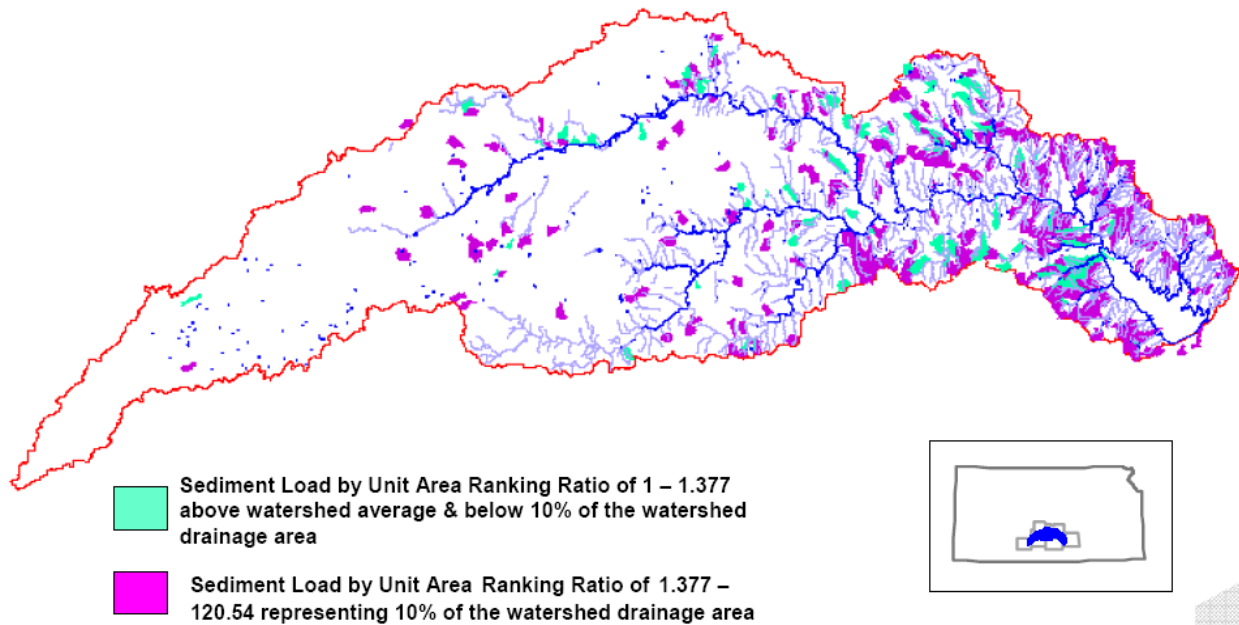 Sediment Load by Unit Area Ranking Ratio of 1 – 1.377
above watershed average & below 10% of the watershed
drainage area
Sediment Load by Unit Area Ranking Ratio of 1.377 –
120.54 representing 10% of the watershed drainage area